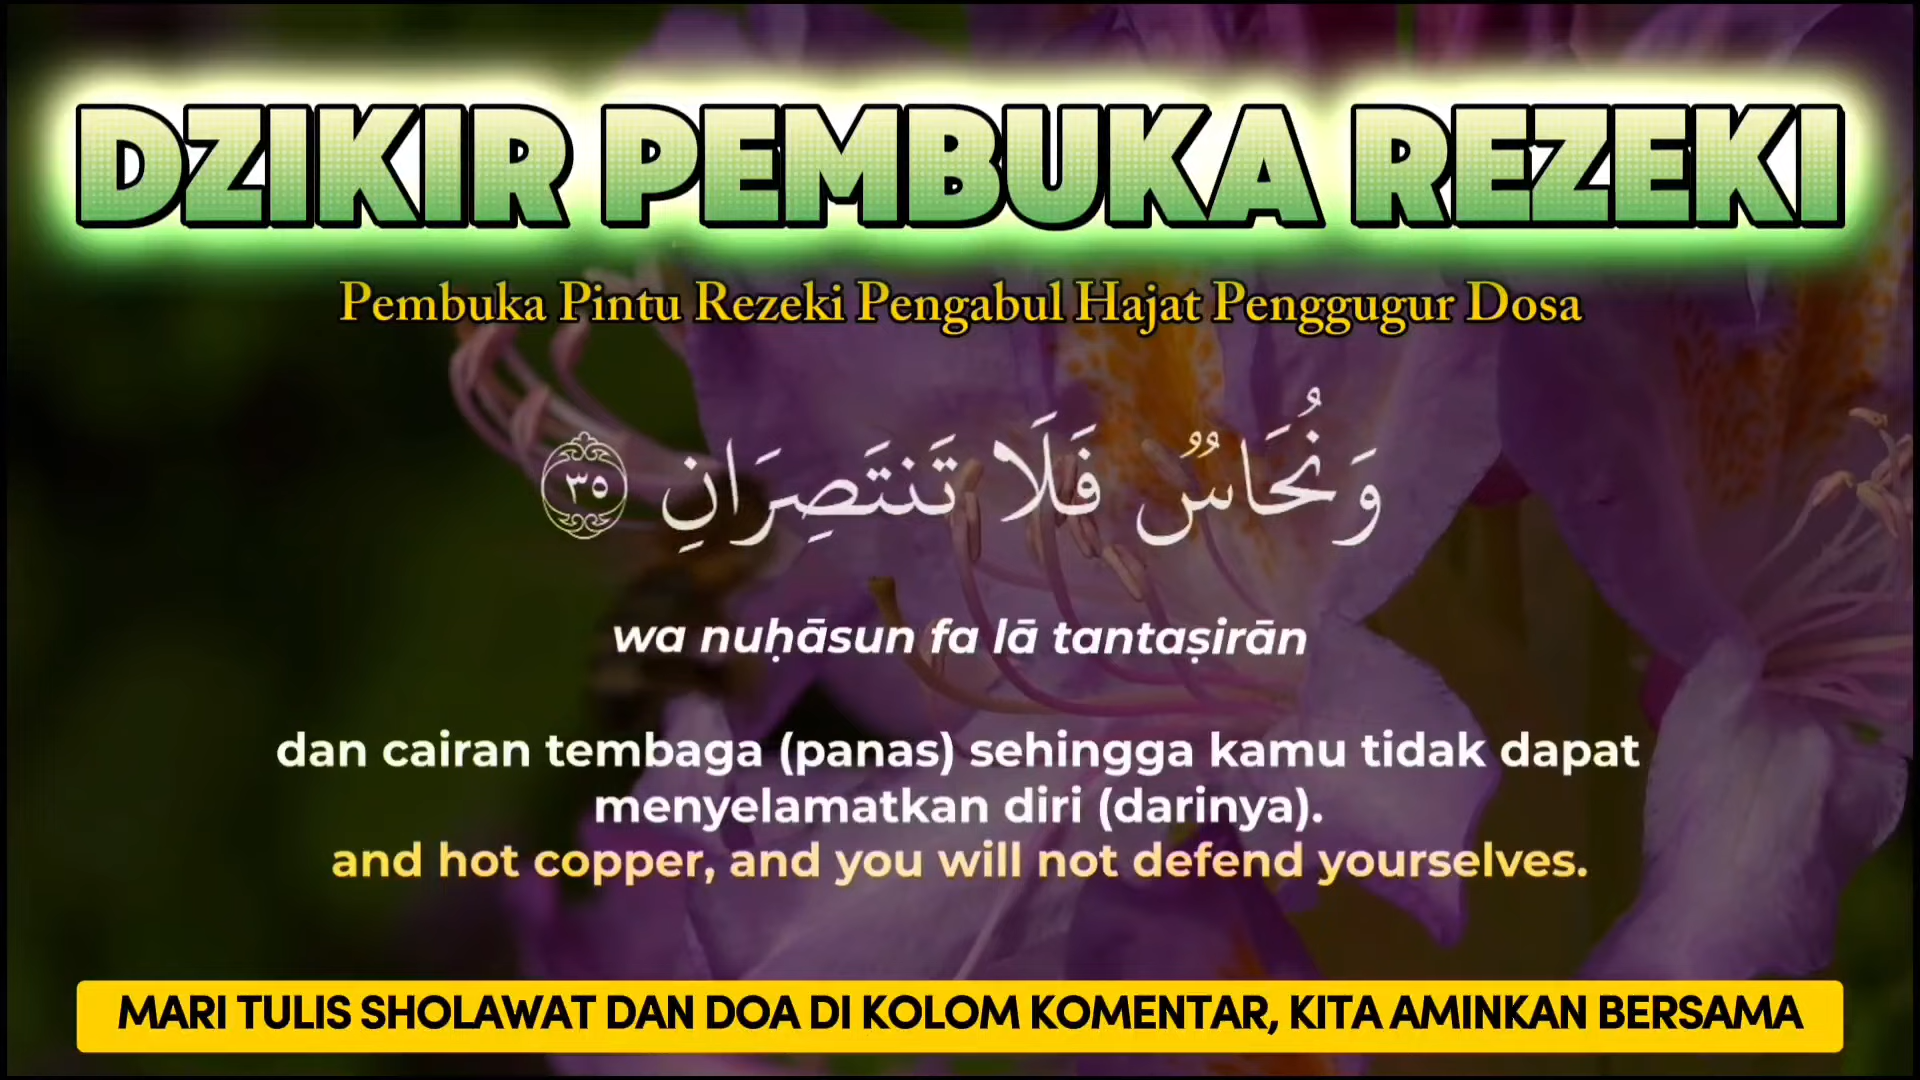 DZIKIR PEMBUKA REZEKI
Pembuka Pintu Rezeki Pengabul Hajat Penggugur Dosa
وَنُحَاسٌ فَلَا تَنتَصِرَانِ ٣٥
wa nuḥāsun fa lā tantaṣirān
dan cairan tembaga (panas) sehingga kamu tidak dapat
menyelamatkan diri (darinya).
and hot copper, and you will not defend yourselves.
MARI TULIS SHOLAWAT DAN DOA DI KOLOM KOMENTAR, KITA AMINKAN BERSAMA